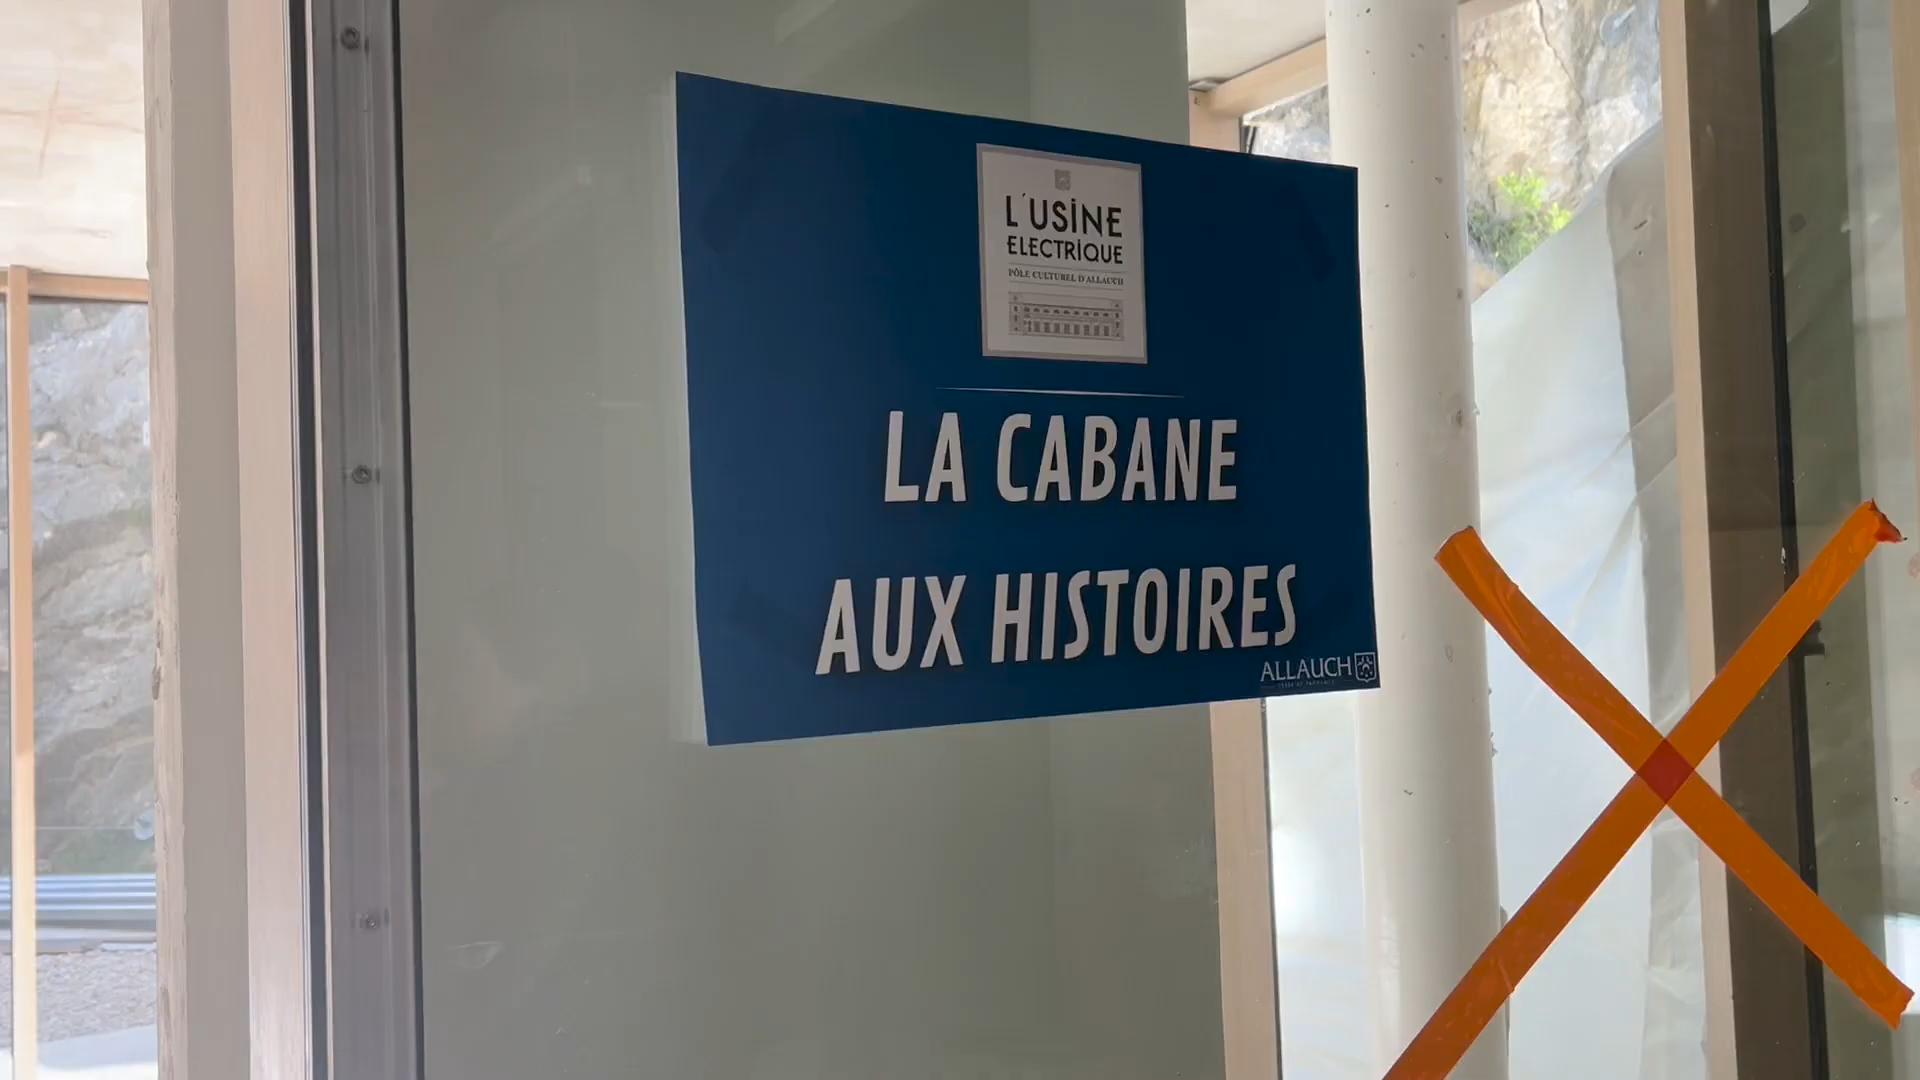 L'USINE
ELECTRIQUE
PÔLE CULTUREL D'ALLAUCH
LA CABANE
AUX HISTOIRES
ALLAUCH